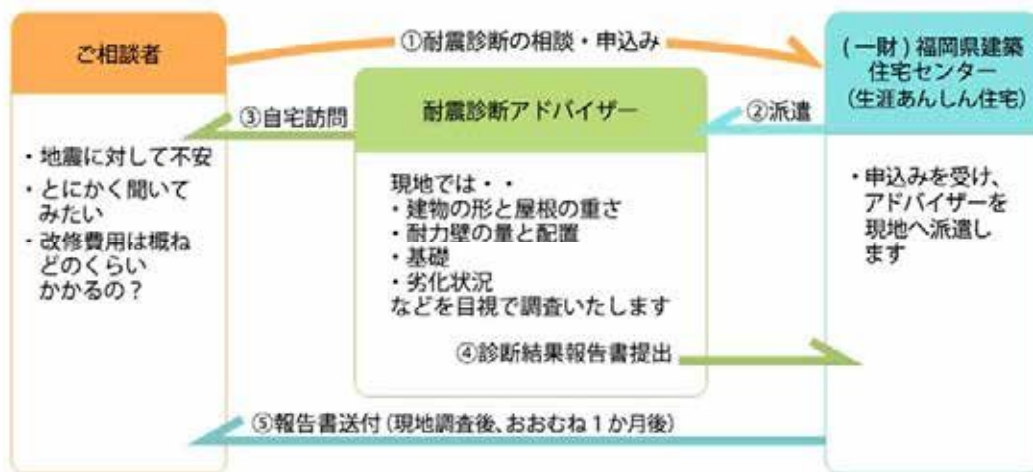 ご相談者
①耐震診断の相談・申込み
(一財)福岡県建築
住宅センター
(生涯あんしん住宅)
③自宅訪問
耐震診断アドバイザー
②派遣
・地震に対して不安
・とにかく聞いて
みたい
・改修費用は概ね
どのくらい
かかるの？
現地では・・
・建物の形と屋根の重さ
・耐力壁の量と配置
・基礎
・劣化状況
などを目視で調査いたします
・申込みを受け、
アドバイザーを
現地へ派遣し
ます
④診断結果報告書提出
⑤報告書送付(現地調査後、おおむね1か月後)